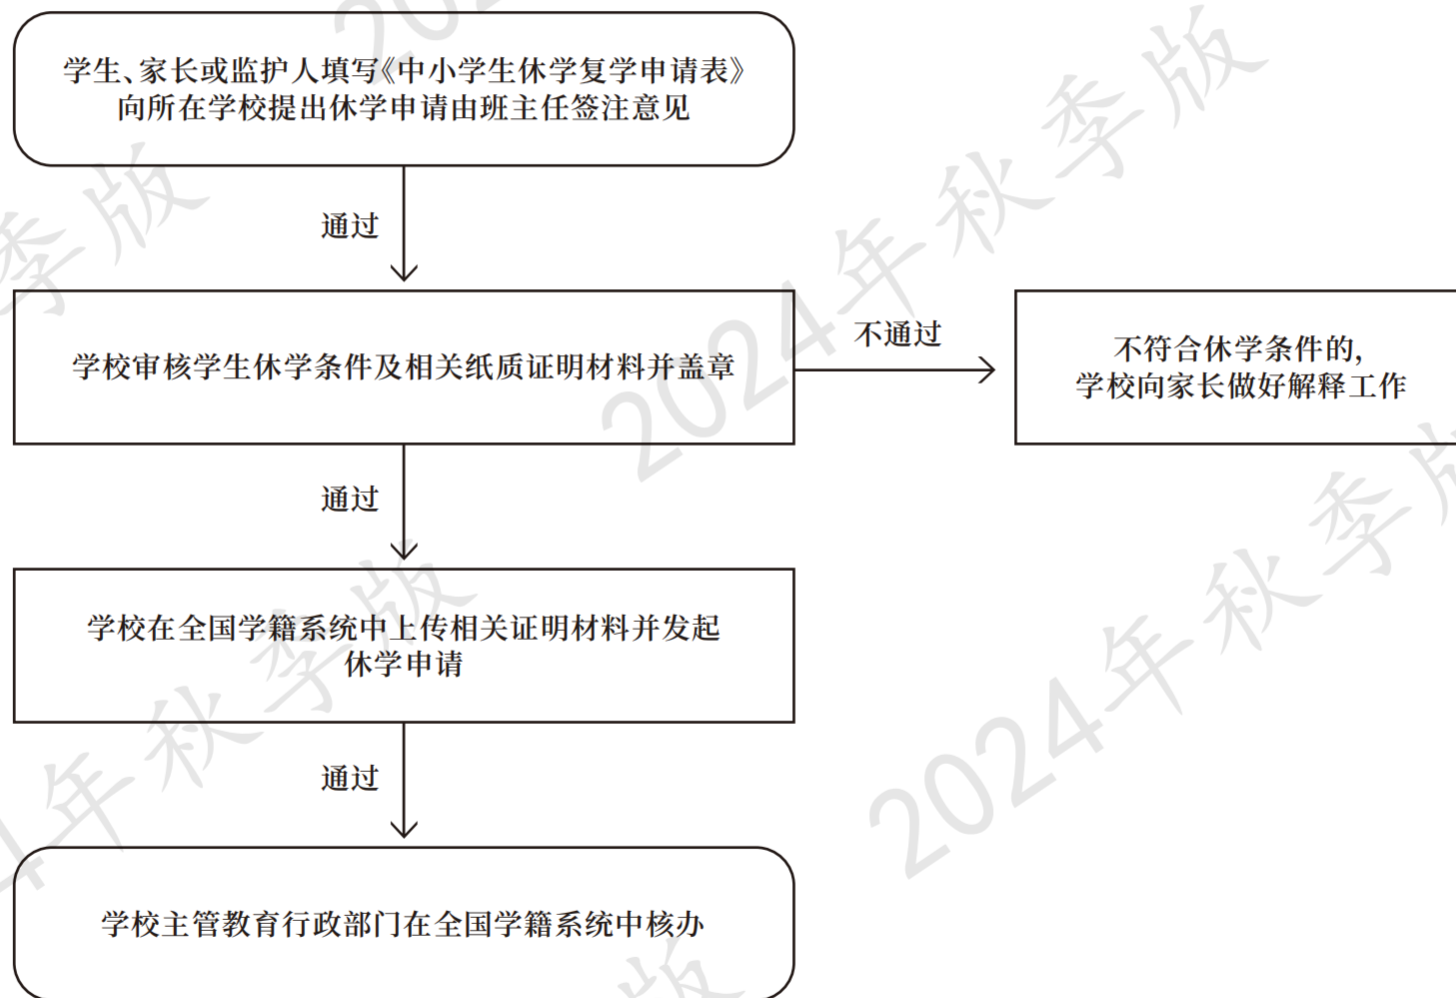 学生、家长或监护人填写《中小学生休学复学申请表》
向所在学校提出休学申请由班主任签注意见
通过
学校审核学生休学条件及相关纸质证明材料并盖章
不通过
不符合休学条件的,
学校向家长做好解释工作
通过
学校在全国学籍系统中上传相关证明材料并发起
休学申请
通过
学校主管教育行政部门在全国学籍系统中核办
2024年秋季版
2024年秋季版
季版
4年秋季版
202
版